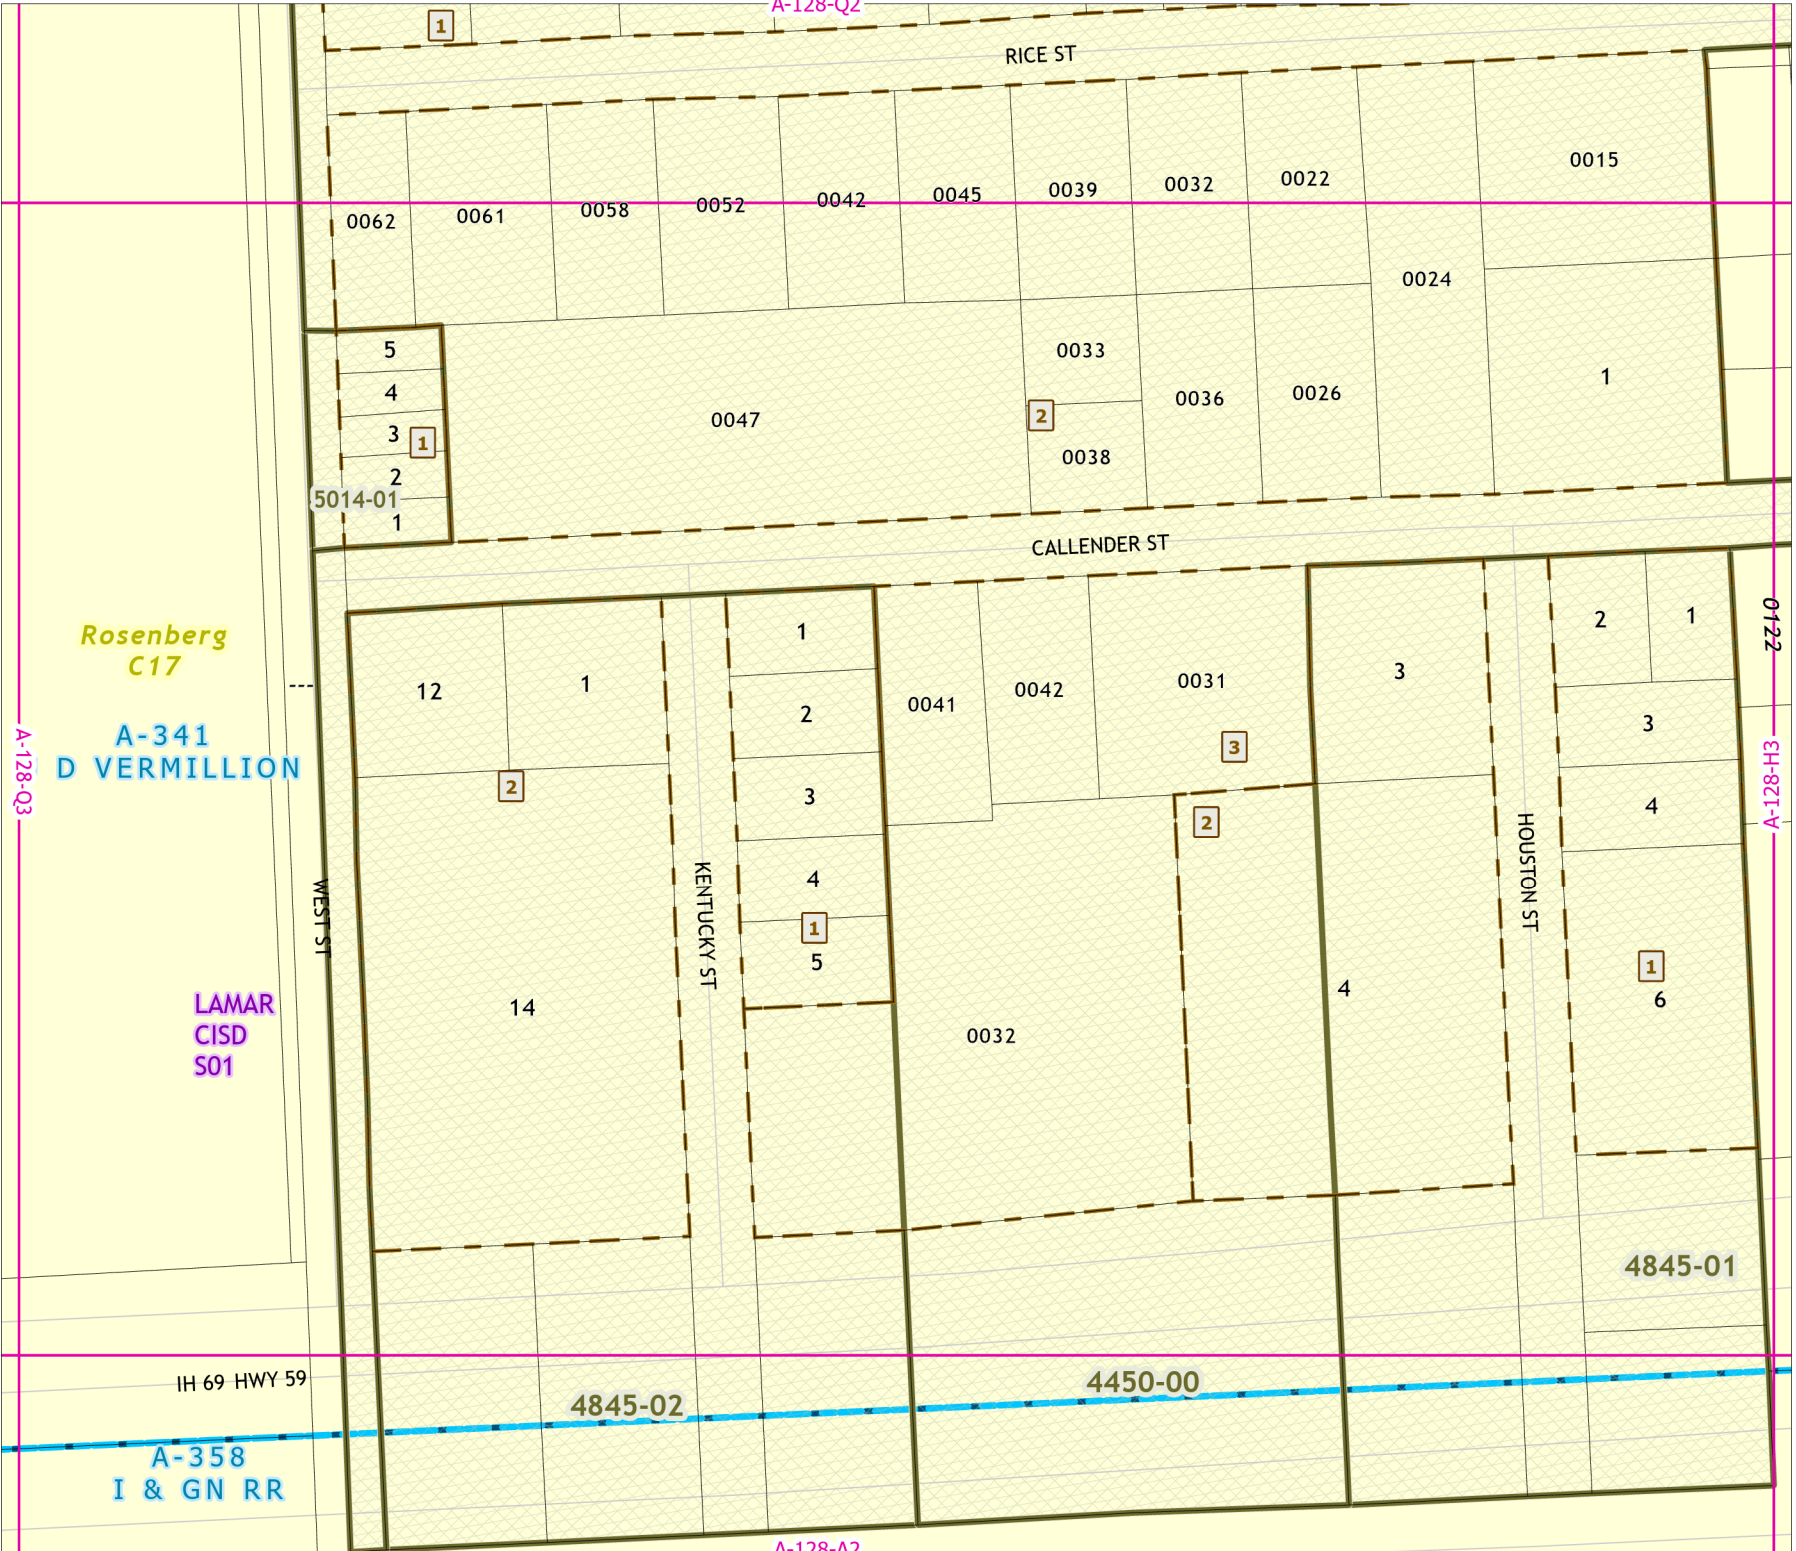 A-128-Q2
1
RICE ST
0015
0062
0061
0058
0052
0042
0045
0039
0032
0022
0024
5
4
3
1
2
5014-01
1
0047
0033
2
0038
0036
0026
1
CALLENDER ST
Rosenberg
C17
A-341
D VERMILLION
A-128-Q3
12
1
2
14
WEST ST
KENTUCKY ST
1
2
3
4
1
5
0041
0042
0031
3
2
0032
3
4
HOUSTON ST
2
1
3
4
1
6
0122
A-128-H3
LAMAR
CISD
S01
4845-01
IH 69 HWY 59
4845-02
4450-00
A-358
I & GN RR
A-128-A2